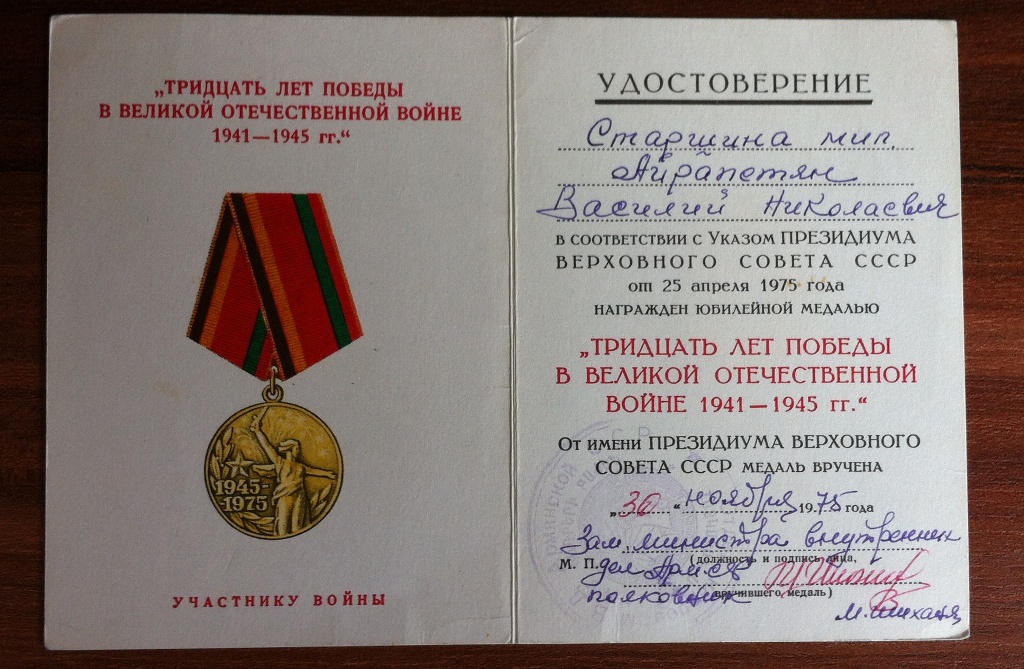 „ТРИДЦАТЬ ЛЕТ ПОБЕДЫ
В ВЕЛИКОЙ ОТЕЧЕСТВЕННОЙ ВОЙНЕ
1941—1945 гг.“
1945-
-1975
УЧАСТНИКУ ВОЙНЫ
УДОСТОВЕРЕНИЕ
Старшина мил.
Айрапетян
Василий Николаевич
В СООТВЕТСТВИИ С УКАЗОМ ПРЕЗИДИУМА
ВЕРХОВНОГО СОВЕТА СССР
от 25 апреля 1975 года
НАГРАЖДЕН ЮБИЛЕЙНОЙ МЕДАЛЬЮ
„ТРИДЦАТЬ ЛЕТ ПОБЕДЫ
В ВЕЛИКОЙ ОТЕЧЕСТВЕННОЙ
ВОЙНЕ 1941—1945 гг.“
От имени ПРЕЗИДИУМА ВЕРХОВНОГО
СОВЕТА СССР МЕДАЛЬ ВРУЧЕНА
„30“ ноября 1975 года
Зам. министра внутренних
(должность и подпись лица,
М. П. дел Арм.ССР
полковник вручившего медаль)